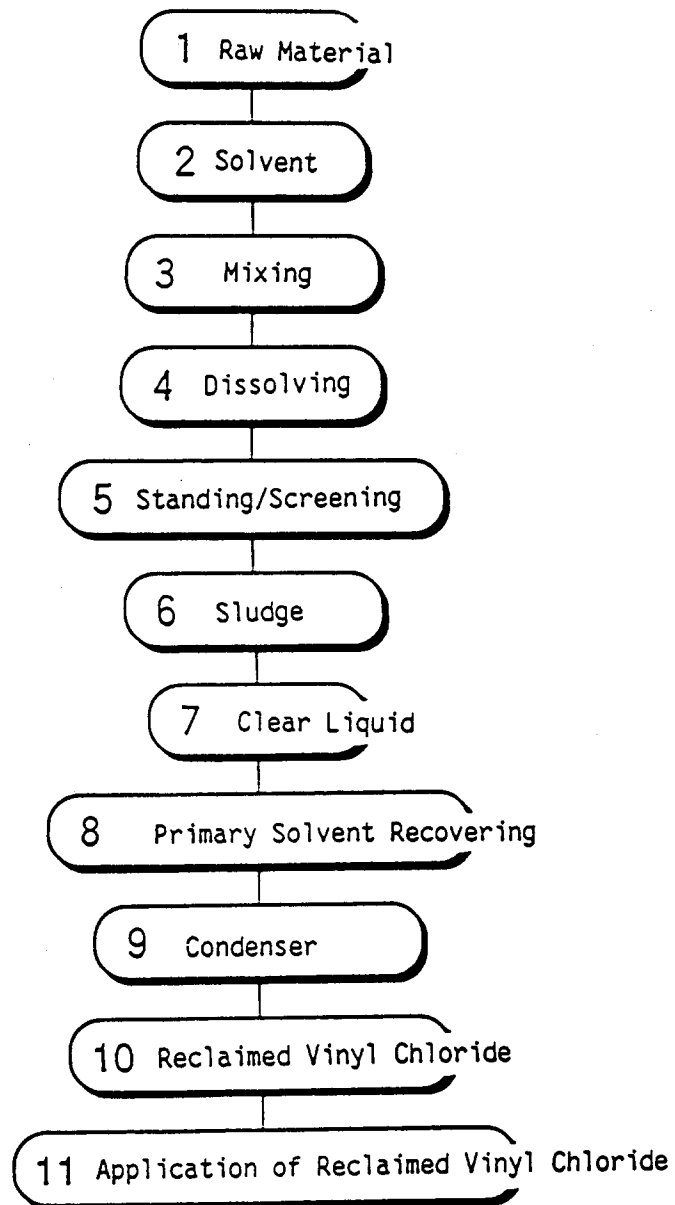 1 Raw Material
2 Solvent
3 Mixing
4 Dissolving
5 Standing/Screening
6 Sludge
7 Clear Liquid
8 Primary Solvent Recovering
9 Condenser
10 Reclaimed Vinyl Chloride
11 Application of Reclaimed Vinyl Chloride